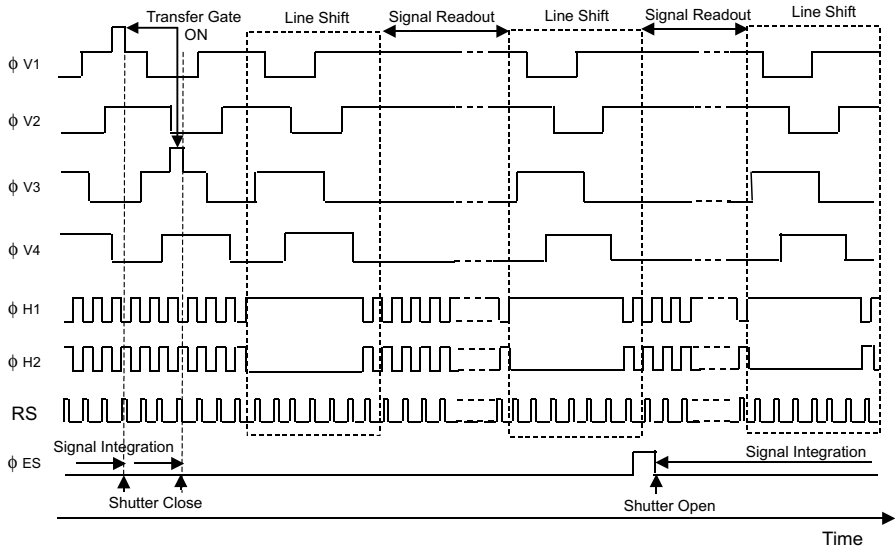 Transfer Gate
ON
Line Shift
Signal Readout
Line Shift
Signal Readout
Line Shift
ϕ V1
ϕ V2
ϕ V3
ϕ V4
ϕ H1
ϕ H2
RS
Signal Integration
ϕ ES
Signal Integration
Shutter Close
Shutter Open
Time